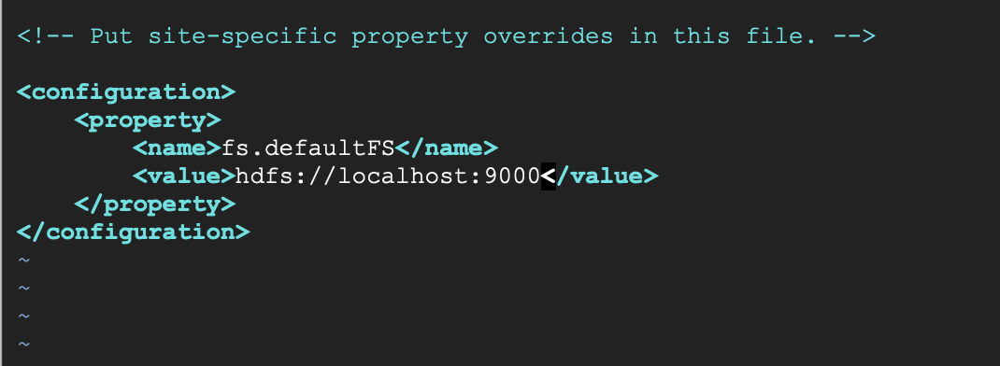 <!-- Put site-specific property overrides in this file. -->
<configuration>
    <property>
        <name>fs.defaultFS</name>
        <value>hdfs://localhost:9000</value>
    </property>
</configuration>
~
~
~
~